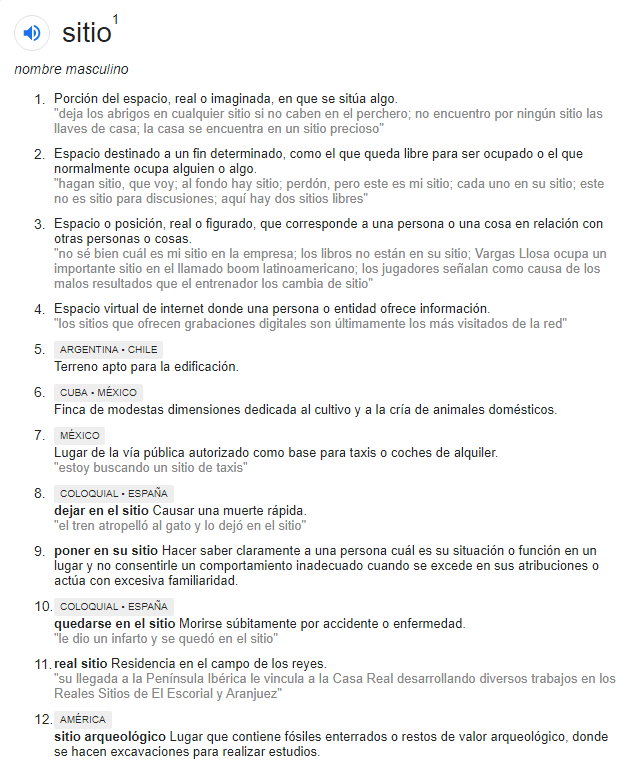 sitio¹
nombre masculino
1. Porción del espacio, real o imaginada, en que se sitúa algo.
"deja los abrigos en cualquier sitio si no caben en el perchero; no encuentro por ningún sitio las
llaves de casa; la casa se encuentra en un sitio precioso"
2. Espacio destinado a un fin determinado, como el que queda libre para ser ocupado o el que
normalmente ocupa alguien o algo.
"hagan sitio, que voy; al fondo hay sitio; perdón, pero este es mi sitio; cada uno en su sitio; este
no es sitio para discusiones; aquí hay dos sitios libres"
3. Espacio o posición, real o figurado, que corresponde a una persona o una cosa en relación con
otras personas o cosas.
"no sé bien cuál es mi sitio en la empresa; los libros no están en su sitio; Vargas Llosa ocupa un
importante sitio en el llamado boom latinoamericano; los jugadores señalan como causa de los
malos resultados que el entrenador los cambia de sitio"
4. Espacio virtual de internet donde una persona o entidad ofrece información.
"los sitios que ofrecen grabaciones digitales son últimamente los más visitados de la red"
5. ARGENTINA • CHILE
Terreno apto para la edificación.
6. CUBA • MÉXICO
Finca de modestas dimensiones dedicada al cultivo y a la cría de animales domésticos.
7. MÉXICO
Lugar de la vía pública autorizado como base para taxis o coches de alquiler.
"estoy buscando un sitio de taxis"
8. COLOQUIAL • ESPAÑA
dejar en el sitio Causar una muerte rápida.
"el tren atropelló al gato y lo dejó en el sitio"
9. poner en su sitio Hacer saber claramente a una persona cuál es su situación o función en un
lugar y no consentirle un comportamiento inadecuado cuando se excede en sus atribuciones o
actúa con excesiva familiaridad.
10. COLOQUIAL • ESPAÑA
quedarse en el sitio Morirse súbitamente por accidente o enfermedad.
"le dio un infarto y se quedó en el sitio"
11. real sitio Residencia en el campo de los reyes.
"su llegada a la Península Ibérica le vincula a la Casa Real desarrollando diversos trabajos en los
Reales Sitios de El Escorial y Aranjuez"
12. AMÉRICA
sitio arqueológico Lugar que contiene fósiles enterrados o restos de valor arqueológico, donde
se hacen excavaciones para realizar estudios.